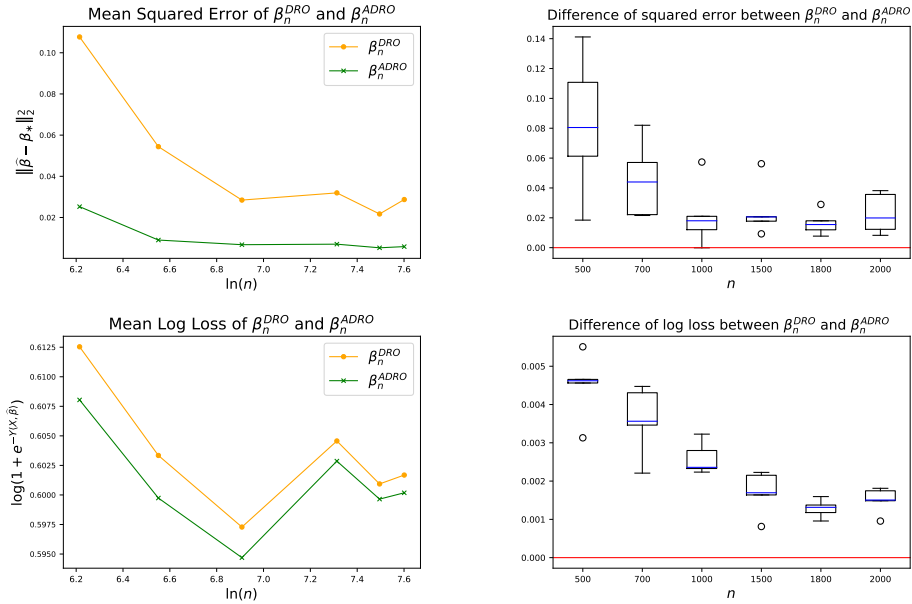 Mean Squared Error of β_n^{DRO} and β_n^{ADRO}
β_n^{DRO}
β_n^{ADRO}
0.10
0.08
0.06
0.04
0.02
‖β̂ − β_*‖_2^2
6.2 6.4 6.6 6.8 7.0 7.2 7.4 7.6
ln(n)
Difference of squared error between β_n^{DRO} and β_n^{ADRO}
0.14
0.12
0.10
0.08
0.06
0.04
0.02
0.00
500 700 1000 1500 1800 2000
n
Mean Log Loss of β_n^{DRO} and β_n^{ADRO}
β_n^{DRO}
β_n^{ADRO}
0.6125
0.6100
0.6075
0.6050
0.6025
0.6000
0.5975
0.5950
log(1 + e^{−Y⟨X, β̂⟩})
6.2 6.4 6.6 6.8 7.0 7.2 7.4 7.6
ln(n)
Difference of log loss between β_n^{DRO} and β_n^{ADRO}
0.005
0.004
0.003
0.002
0.001
0.000
500 700 1000 1500 1800 2000
n